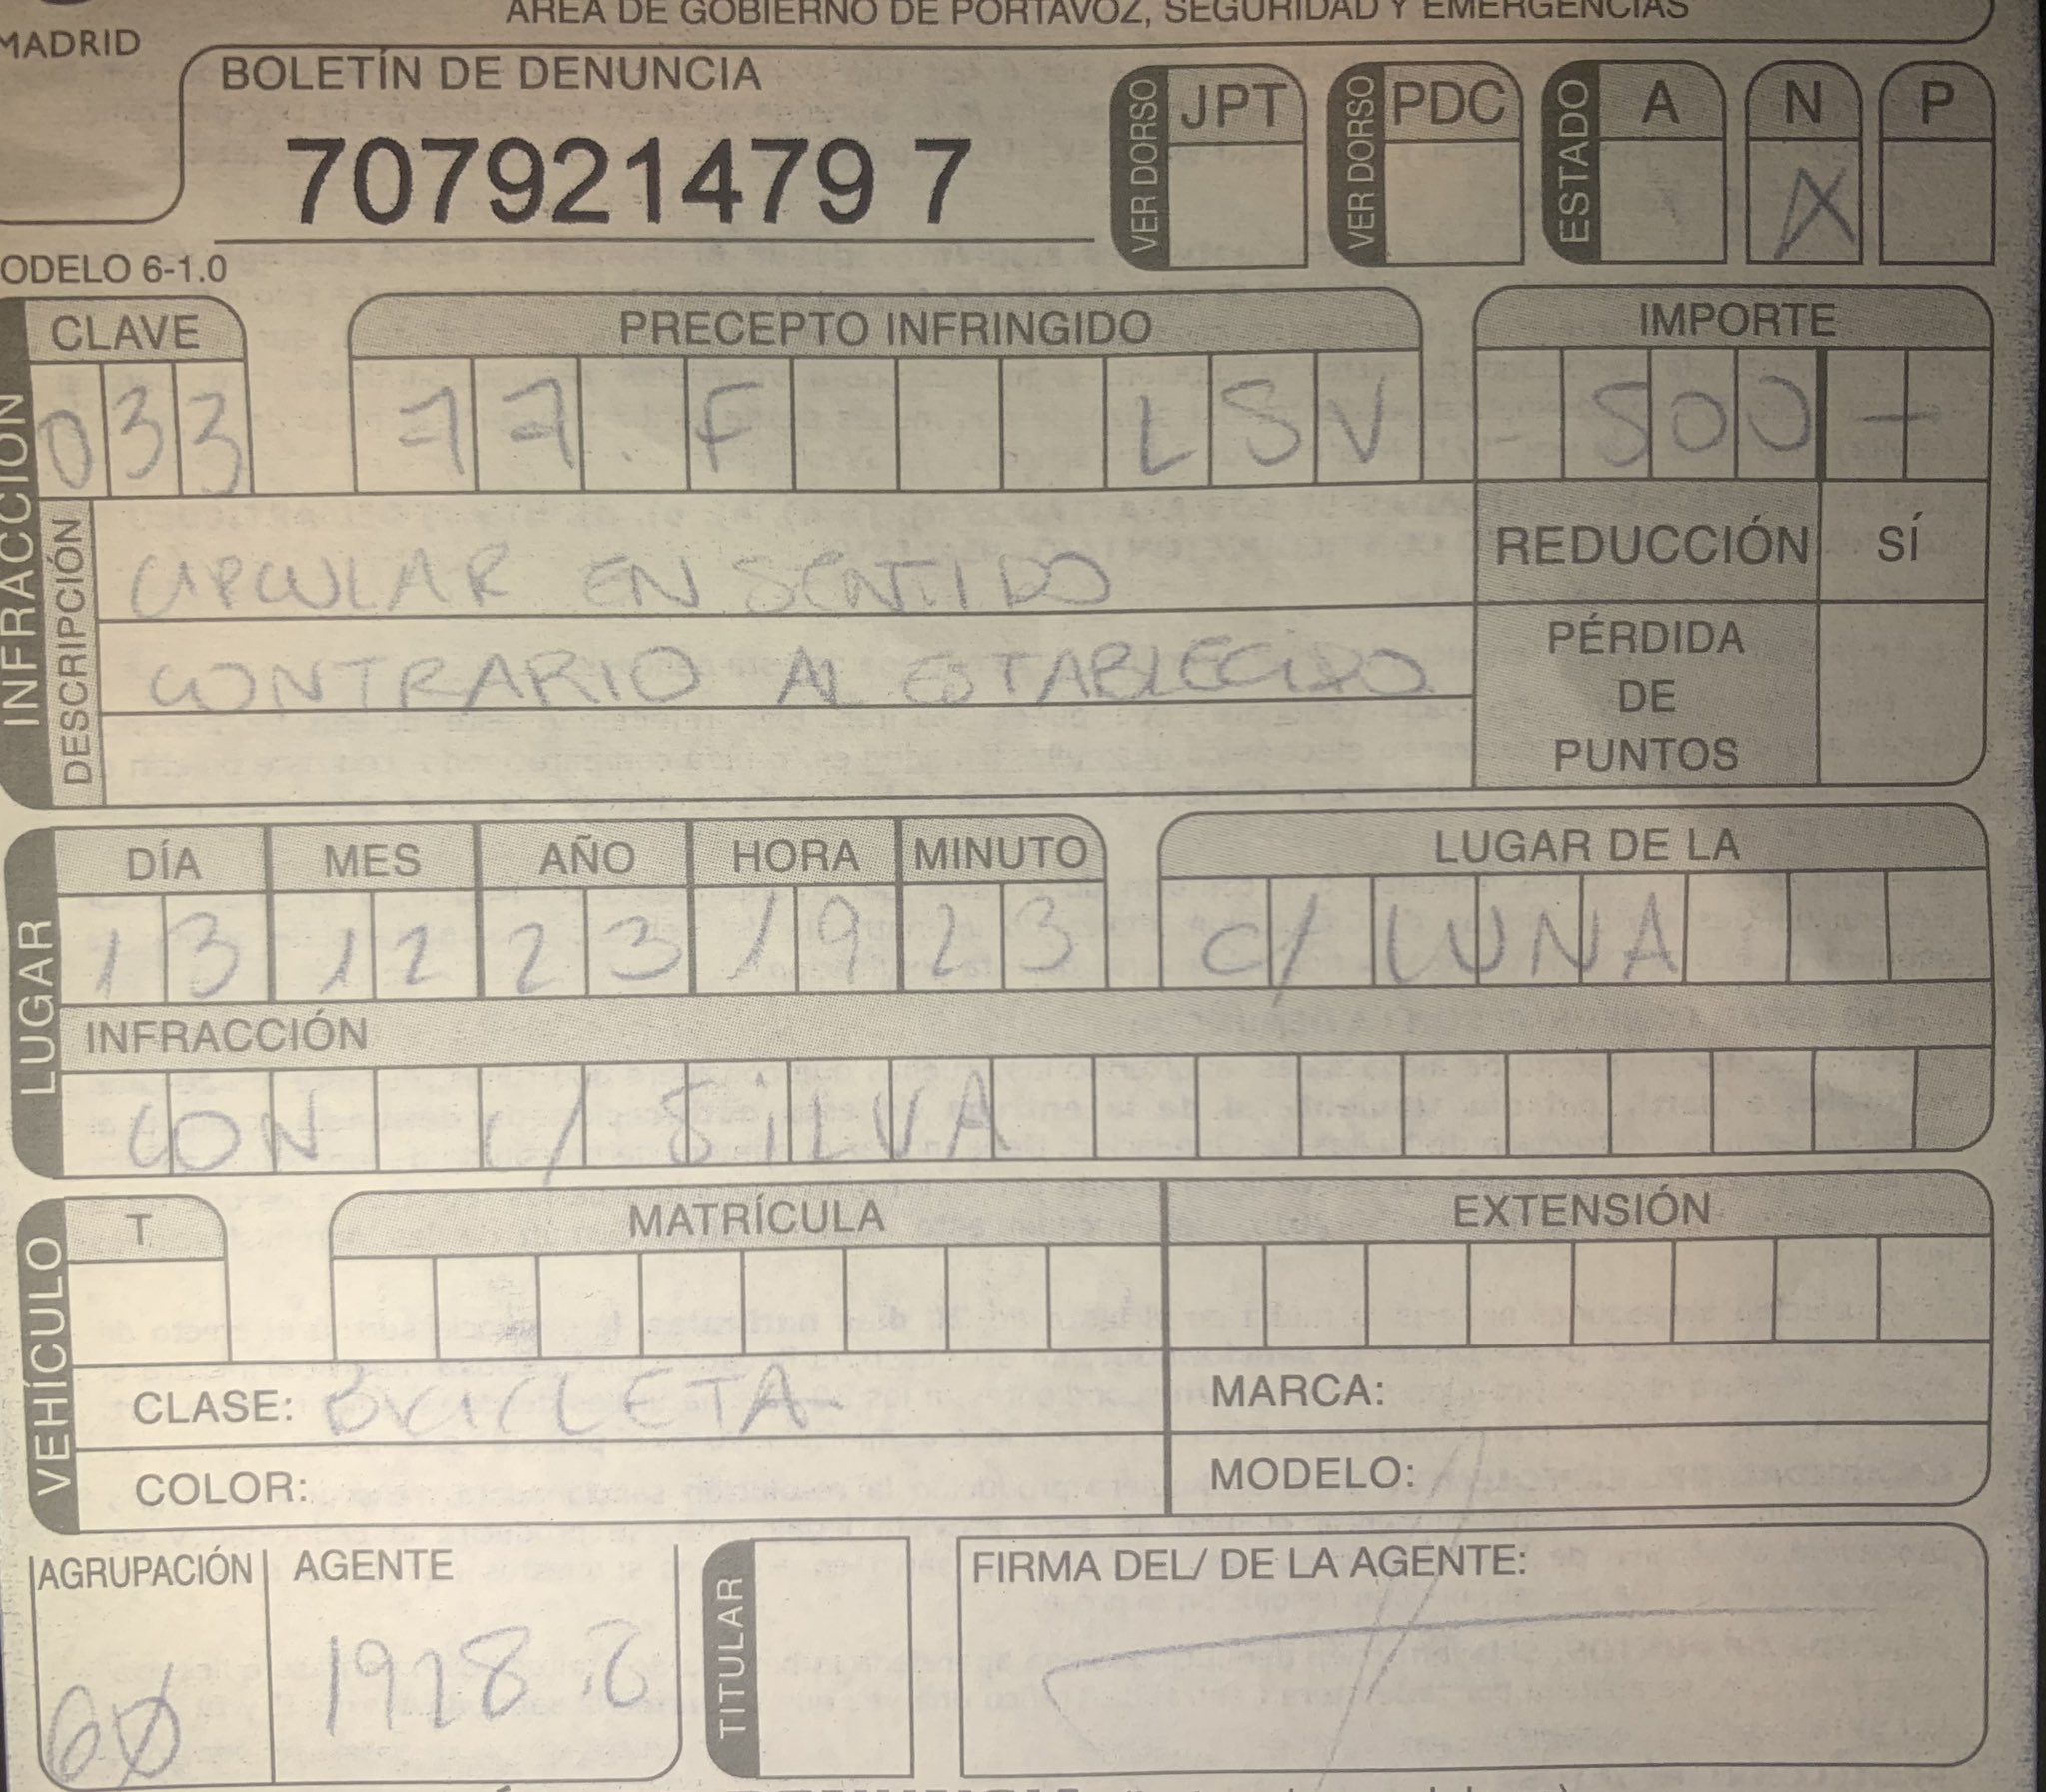 ÁREA DE GOBIERNO DE PORTAVOZ, SEGURIDAD Y EMERGENCIAS
MADRID
BOLETÍN DE DENUNCIA
707921479 7
VER DORSO JPT
VER DORSO PDC
ESTADO A N P
X
ODELO 6-1.0
INFRACCIÓN
CLAVE PRECEPTO INFRINGIDO IMPORTE
033 77.F LSV 500 -
DESCRIPCIÓN
CIRCULAR EN SENTIDO
CONTRARIO AL ESTABLECIDO
REDUCCIÓN SÍ
PÉRDIDA
DE
PUNTOS
LUGAR
DÍA MES AÑO HORA MINUTO LUGAR DE LA
13 12 23 19 23 C/ LUNA
INFRACCIÓN
CON C/ SILVA
VEHÍCULO
T MATRÍCULA EXTENSIÓN
CLASE: BICICLETA MARCA:
COLOR: MODELO:
AGRUPACIÓN AGENTE TITULAR FIRMA DEL/ DE LA AGENTE:
60